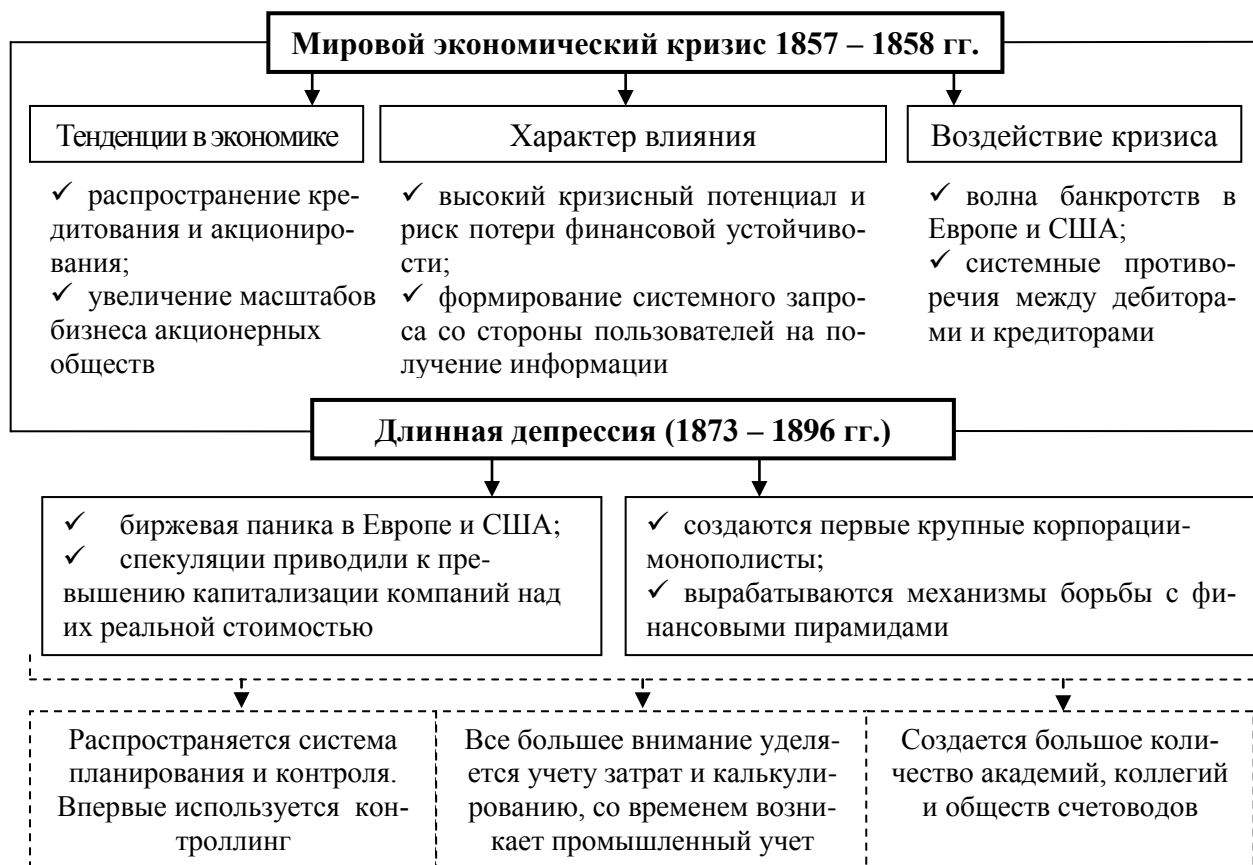 Мировой экономический кризис 1857 – 1858 гг.
Тенденции в экономике
✓ распространение кре-
дитования и акциониро-
вания;
✓ увеличение масштабов
бизнеса акционерных
обществ
Характер влияния
✓ высокий кризисный потенциал и
риск потери финансовой устойчиво-
сти;
✓ формирование системного запро-
са со стороны пользователей на по-
лучение информации
Воздействие кризиса
✓ волна банкротств в
Европе и США;
✓ системные противо-
речия между дебитора-
ми и кредиторами
Длинная депрессия (1873 – 1896 гг.)
✓ биржевая паника в Европе и США;
✓ спекуляции приводили к пре-
вышению капитализации компаний над
их реальной стоимостью
✓ создаются первые крупные корпорации-
монополисты;
✓ вырабатываются механизмы борьбы с фи-
нансовыми пирамидами
Распространяется система
планирования и контроля.
Впервые используется кон-
троллинг
Все большее внимание уделя-
ется учету затрат и калькули-
рованию, со временем возни-
кает промышленный учет
Создается большое коли-
чество академий, коллегий
и обществ счетоводов